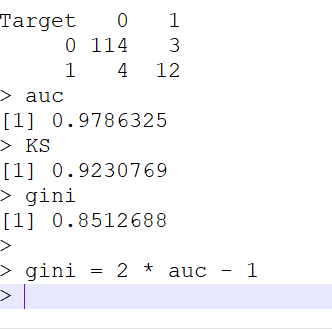 Target 0 1
0 114 3
1 4 12
> auc
[1] 0.9786325
> KS
[1] 0.9230769
> gini
[1] 0.8512688
>
> gini = 2 * auc - 1
>